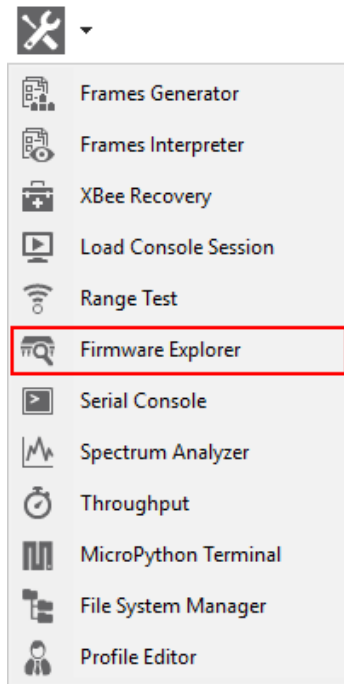 Frames Generator
Frames Interpreter
XBee Recovery
Load Console Session
Range Test
Firmware Explorer
Serial Console
Spectrum Analyzer
Throughput
MicroPython Terminal
File System Manager
Profile Editor